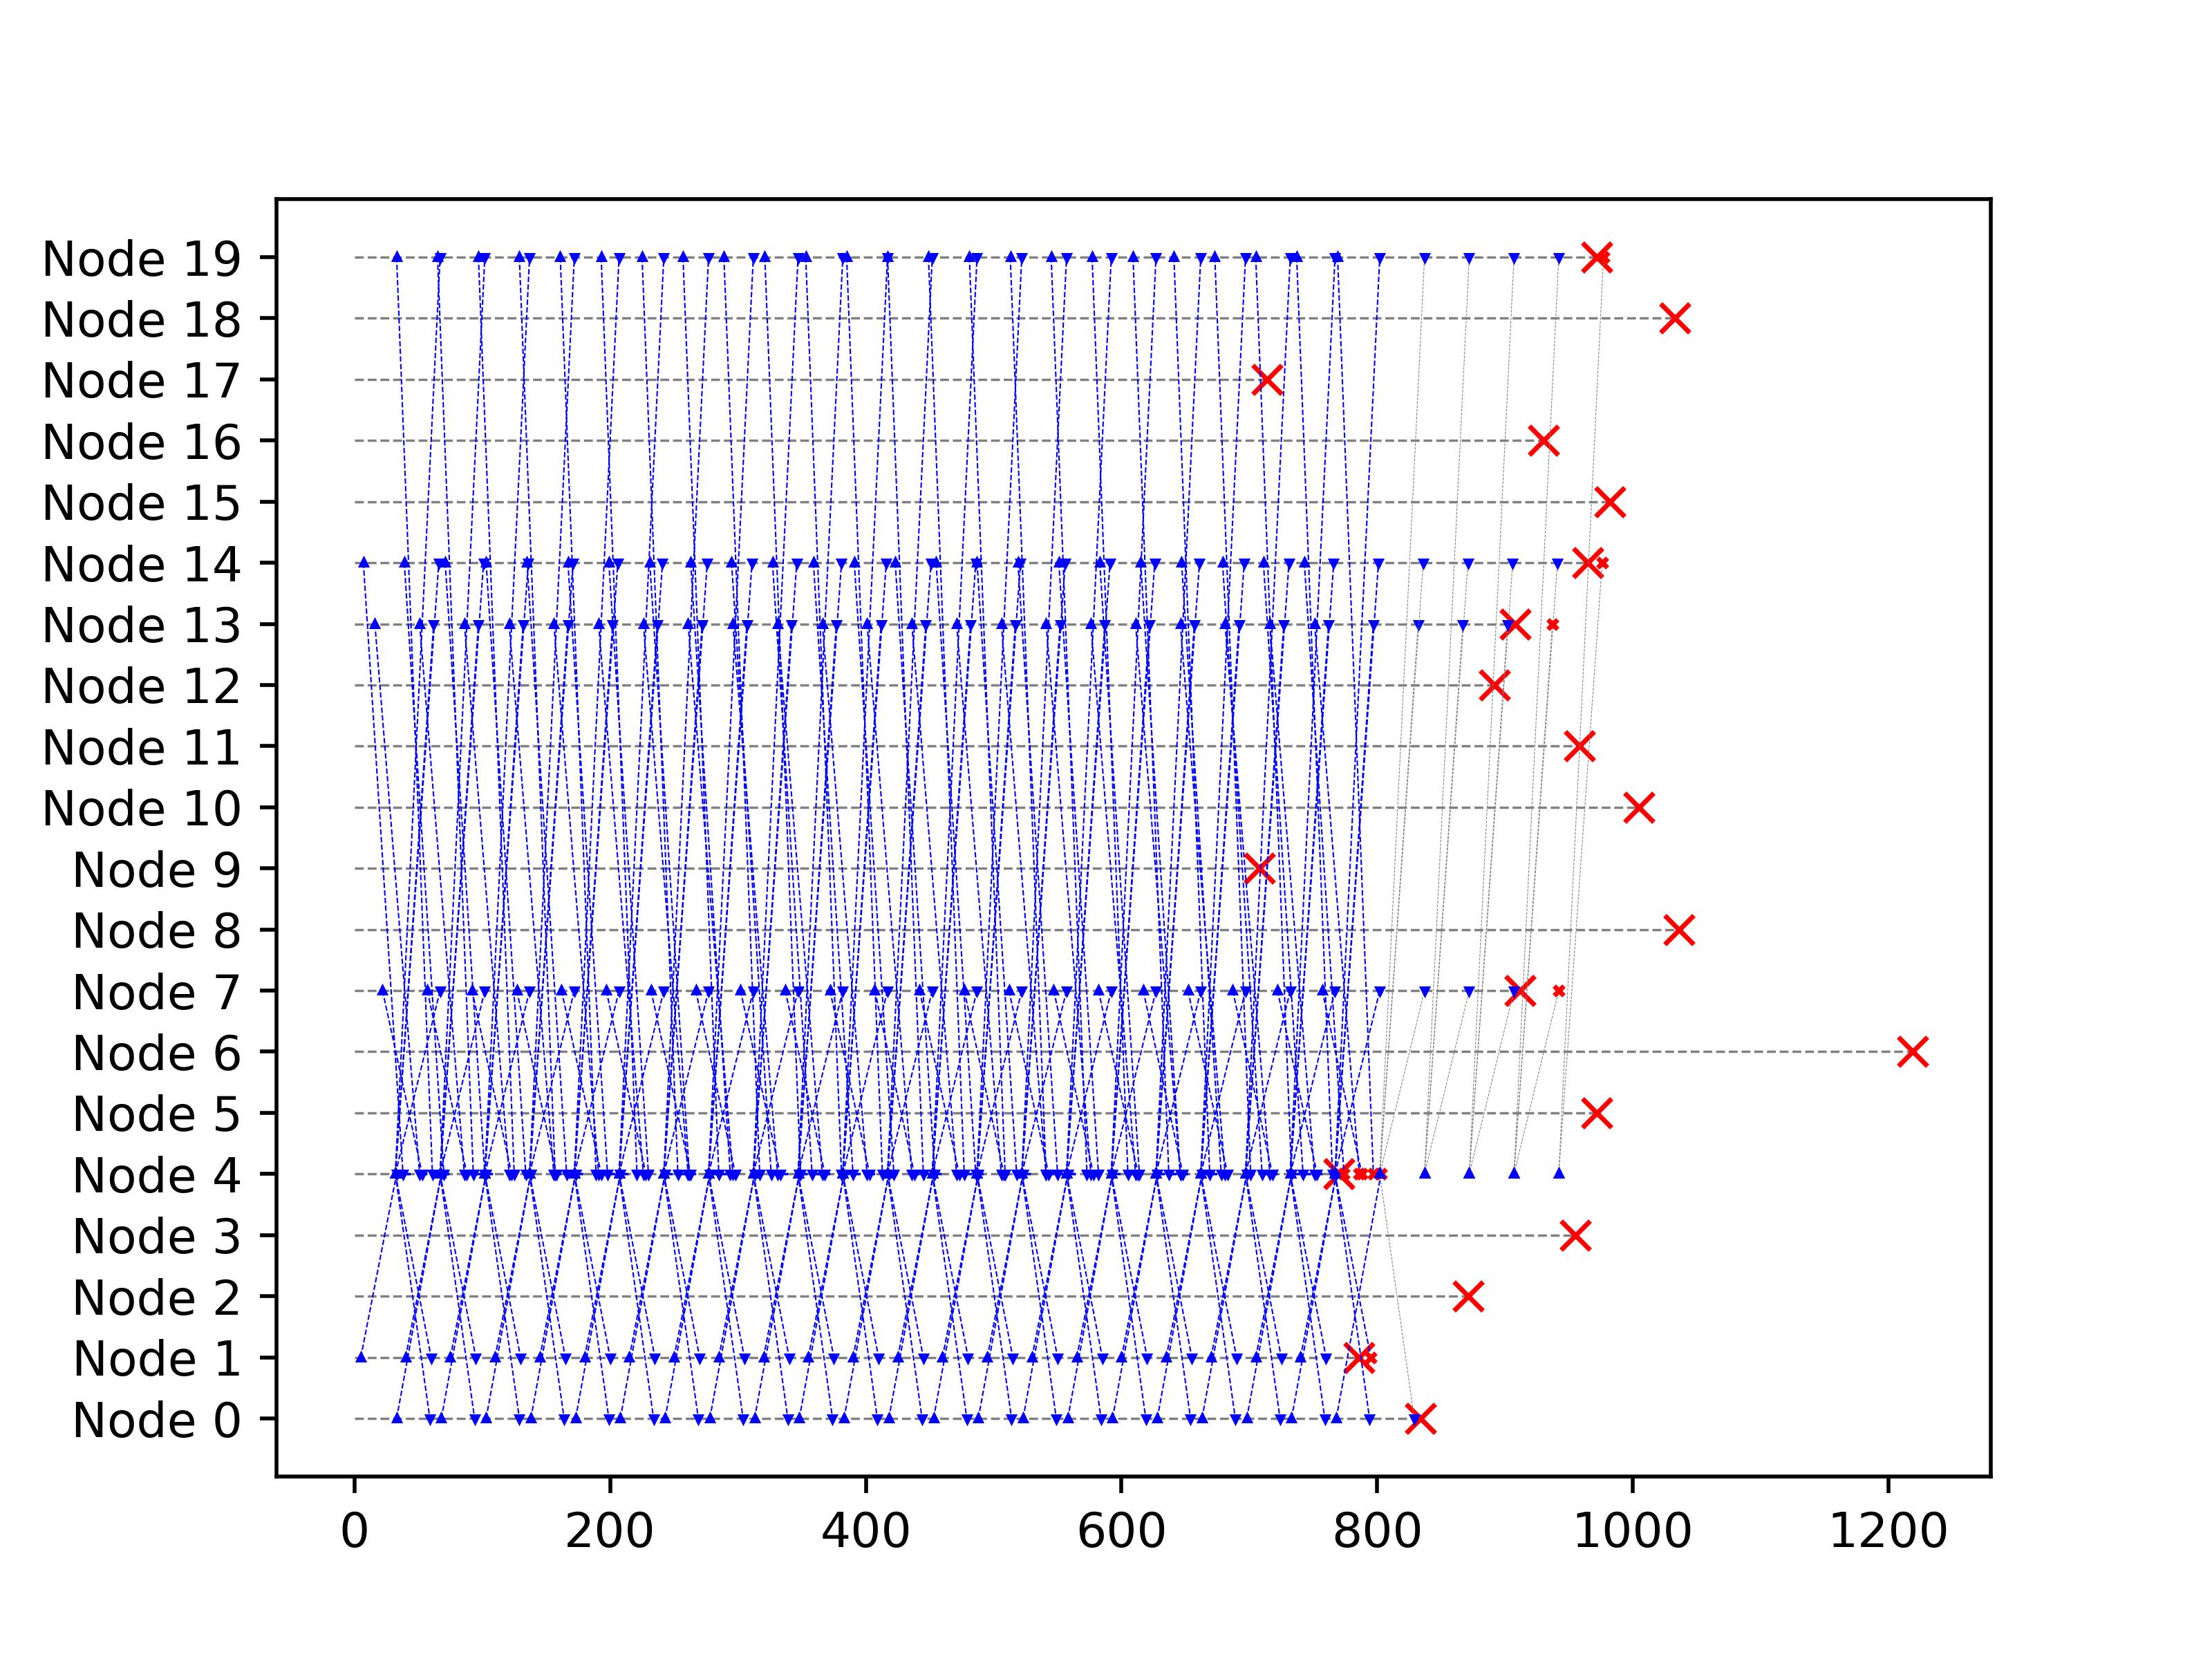 Node 19
Node 18
Node 17
Node 16
Node 15
Node 14
Node 13
Node 12
Node 11
Node 10
Node 9
Node 8
Node 7
Node 6
Node 5
Node 4
Node 3
Node 2
Node 1
Node 0
0 200 400 600 800 1000 1200